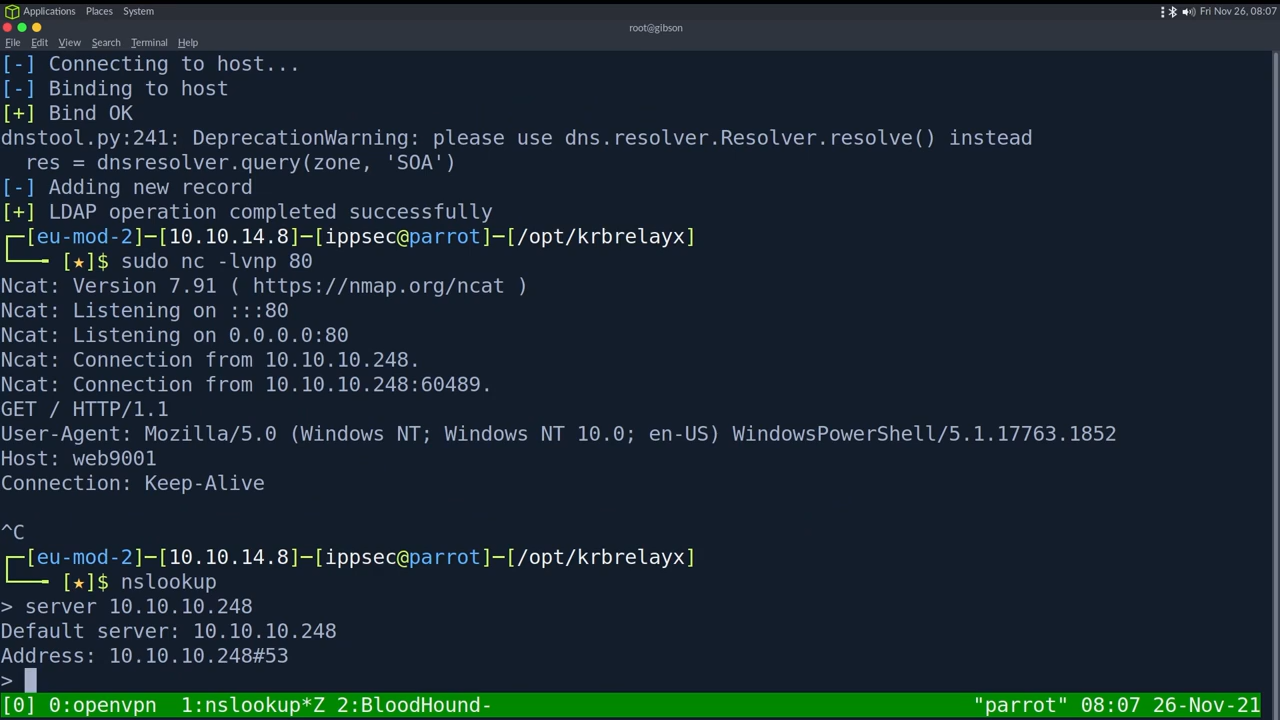 Applications Places System Fri Nov 26, 08:07
root@gibson
File Edit View Search Terminal Help
[-] Connecting to host...
[-] Binding to host
[+] Bind OK
dnstool.py:241: DeprecationWarning: please use dns.resolver.Resolver.resolve() instead
  res = dnsresolver.query(zone, 'SOA')
[-] Adding new record
[+] LDAP operation completed successfully
┌─[eu-mod-2]─[10.10.14.8]─[ippsec@parrot]─[/opt/krbrelayx]
└──╼ [★]$ sudo nc -lvnp 80
Ncat: Version 7.91 ( https://nmap.org/ncat )
Ncat: Listening on :::80
Ncat: Listening on 0.0.0.0:80
Ncat: Connection from 10.10.10.248.
Ncat: Connection from 10.10.10.248:60489.
GET / HTTP/1.1
User-Agent: Mozilla/5.0 (Windows NT; Windows NT 10.0; en-US) WindowsPowerShell/5.1.17763.1852
Host: web9001
Connection: Keep-Alive
^C
┌─[eu-mod-2]─[10.10.14.8]─[ippsec@parrot]─[/opt/krbrelayx]
└──╼ [★]$ nslookup
> server 10.10.10.248
Default server: 10.10.10.248
Address: 10.10.10.248#53
>
[0] 0:openvpn  1:nslookup*Z 2:BloodHound- "parrot" 08:07 26-Nov-21